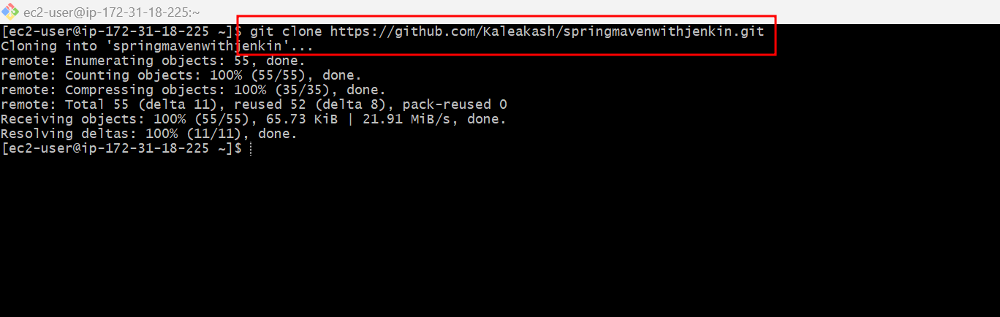 ec2-user@ip-172-31-18-225:~
[ec2-user@ip-172-31-18-225 ~]$ git clone https://github.com/Kaleakash/springmavenwithjenkin.git
Cloning into 'springmavenwithjenkin'...
remote: Enumerating objects: 55, done.
remote: Counting objects: 100% (55/55), done.
remote: Compressing objects: 100% (35/35), done.
remote: Total 55 (delta 11), reused 52 (delta 8), pack-reused 0
Receiving objects: 100% (55/55), 65.73 KiB | 21.91 MiB/s, done.
Resolving deltas: 100% (11/11), done.
[ec2-user@ip-172-31-18-225 ~]$